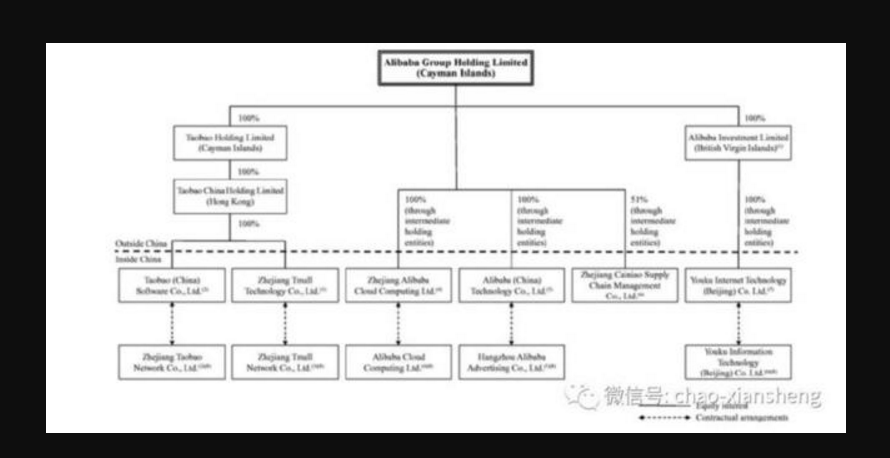 Alibaba Group Holding Limited
(Cayman Islands)
100%
100%
Taobao Holding Limited
(Cayman Islands)
Alibaba Investment Limited
(British Virgin Islands)
100%
Taobao China Holding Limited
(Hong Kong)
100%
100%
(through
intermediate
holding
entities)
100%
(through
intermediate
holding
entities)
51%
(through
intermediate
holding
entities)
100%
(through
intermediate
holding
entities)
Outside China
Inside China
Taobao (China)
Software Co., Ltd.
Zhejiang Tmall
Technology Co., Ltd.
Zhejiang Alibaba
Cloud Computing Ltd.
Alibaba (China)
Technology Co., Ltd.
Zhejiang Cainiao Supply
Chain Management
Co., Ltd.
Youku Internet Technology
(Beijing) Co. Ltd.
Zhejiang Taobao
Network Co., Ltd.
Zhejiang Tmall
Network Co., Ltd.
Alibaba Cloud
Computing Ltd.
Hangzhou Alibaba
Advertising Co., Ltd.
Youku Information
Technology
(Beijing) Co. Ltd.
微信号: chao-xiansheng
Equity interest
Contractual arrangements